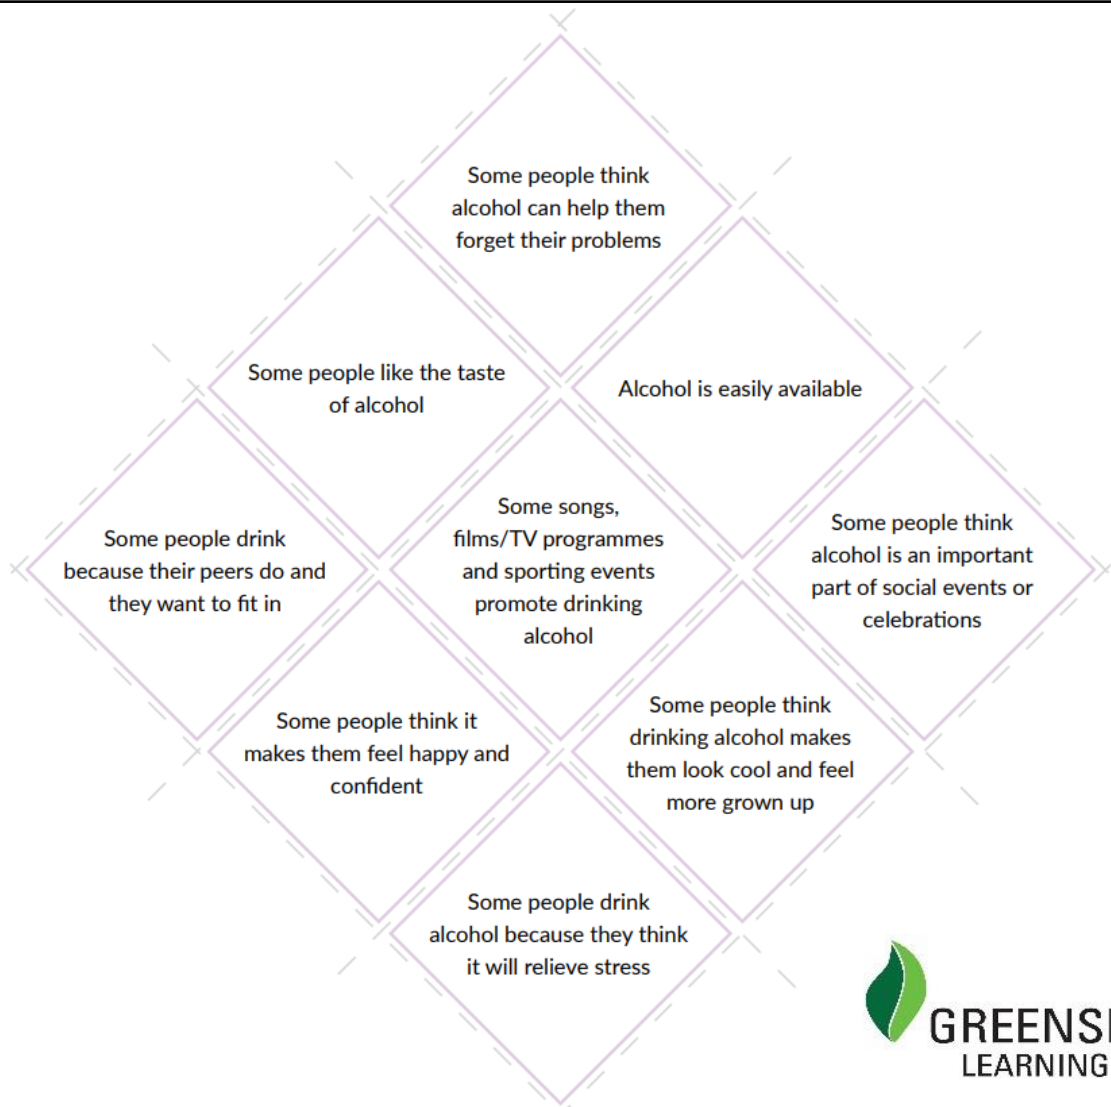 Some people think
alcohol can help them
forget their problems
Some people like the taste
of alcohol
Alcohol is easily available
Some people drink
because their peers do and
they want to fit in
Some songs,
films/TV programmes
and sporting events
promote drinking
alcohol
Some people think
alcohol is an important
part of social events or
celebrations
Some people think it
makes them feel happy and
confident
Some people think
drinking alcohol makes
them look cool and feel
more grown up
Some people drink
alcohol because they think
it will relieve stress
LEARNING